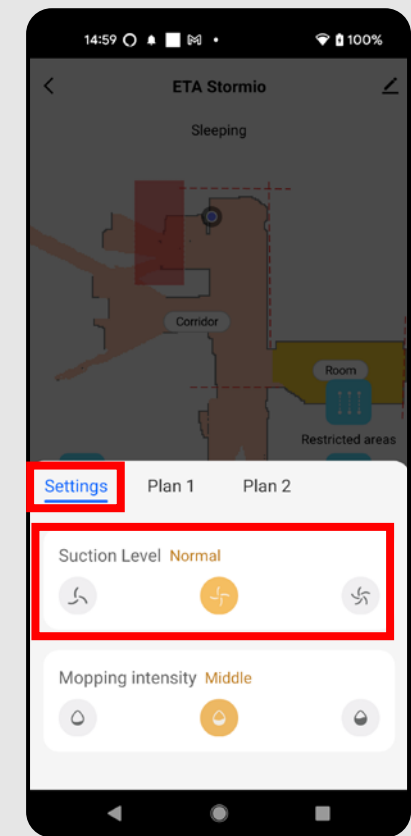 14:59 100%
ETA Stormio
Sleeping
Corridor
Room
Restricted areas
Settings Plan 1 Plan 2
Suction Level Normal
Mopping intensity Middle